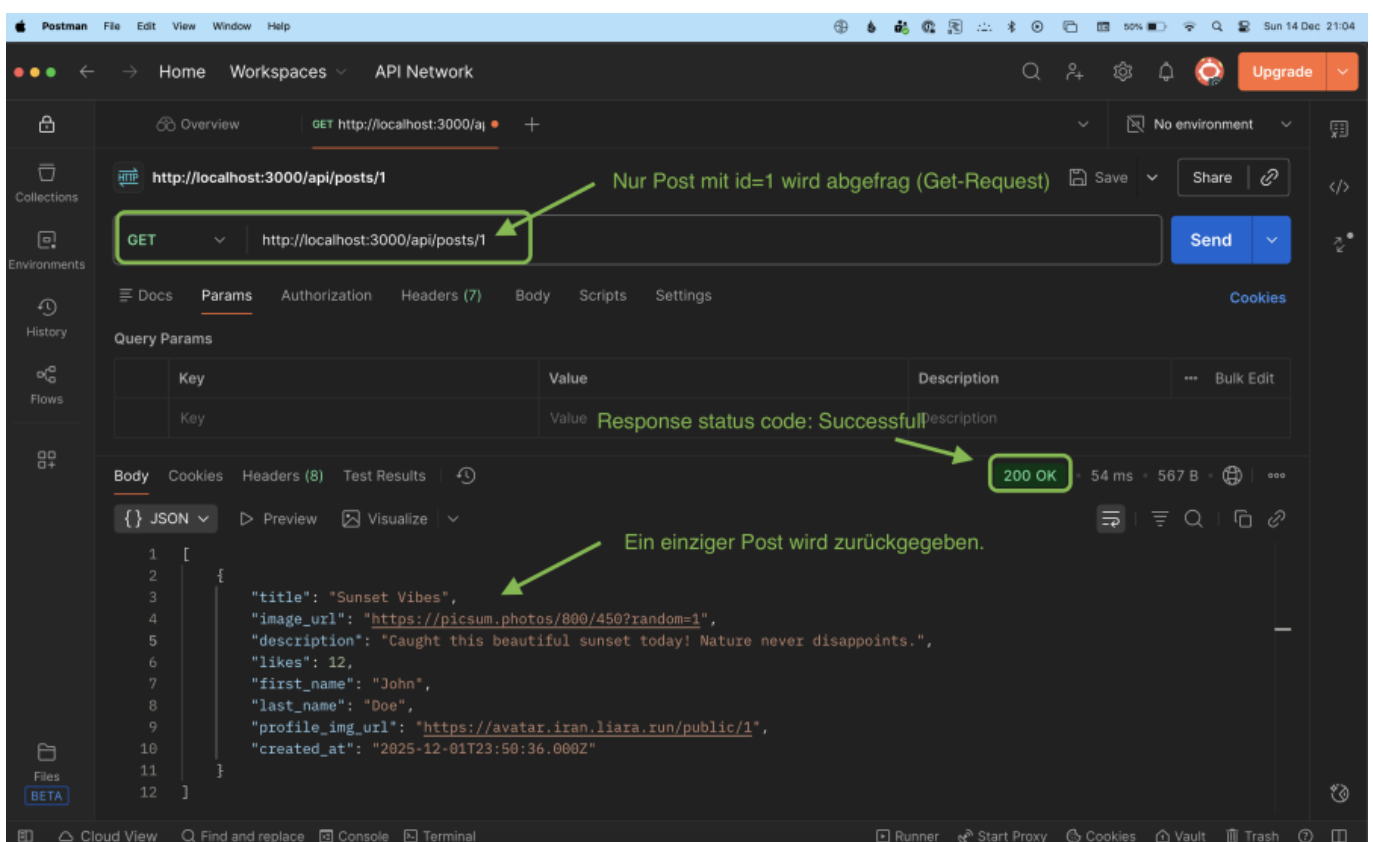 Postman File Edit View Window Help 50% Sun 14 Dec 21:04
Home Workspaces API Network Upgrade
Overview GET http://localhost:3000/a No environment
http://localhost:3000/api/posts/1 Nur Post mit id=1 wird abgefrag (Get-Request) Save Share
Collections
GET http://localhost:3000/api/posts/1 Send
Environments
Docs Params Authorization Headers (7) Body Scripts Settings Cookies
History
Query Params
Key Value Description Bulk Edit
Flows
Key Value Response status code: Successfull Description
Body Cookies Headers (8) Test Results 200 OK 54 ms 567 B
{} JSON Preview Visualize
Ein einziger Post wird zurückgegeben.
1 [
2 {
3 "title": "Sunset Vibes",
4 "image_url": "https://picsum.photos/800/450?random=1",
5 "description": "Caught this beautiful sunset today! Nature never disappoints.",
6 "likes": 12,
7 "first_name": "John",
8 "last_name": "Doe",
9 "profile_img_url": "https://avatar.iran.liara.run/public/1",
10 "created_at": "2025-12-01T23:50:36.000Z"
11 }
12 ]
Files
BETA
Cloud View Find and replace Console Terminal Runner Start Proxy Cookies Vault Trash